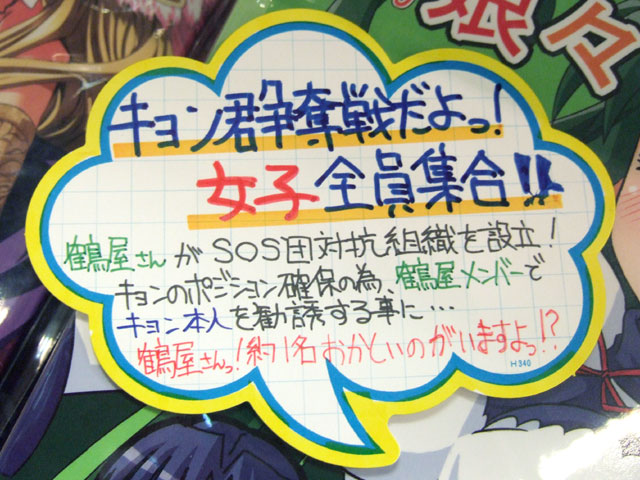 娘々
キョン君争奪戦だよっ!
女子全員集合!!
鶴屋さんがSOS団対抗組織を設立!
キョンのポジション確保の為、鶴屋メンバーで
キョン本人を勧誘する事に…
鶴屋さんっ!約1名おかどいのがいますよっ!?
H340